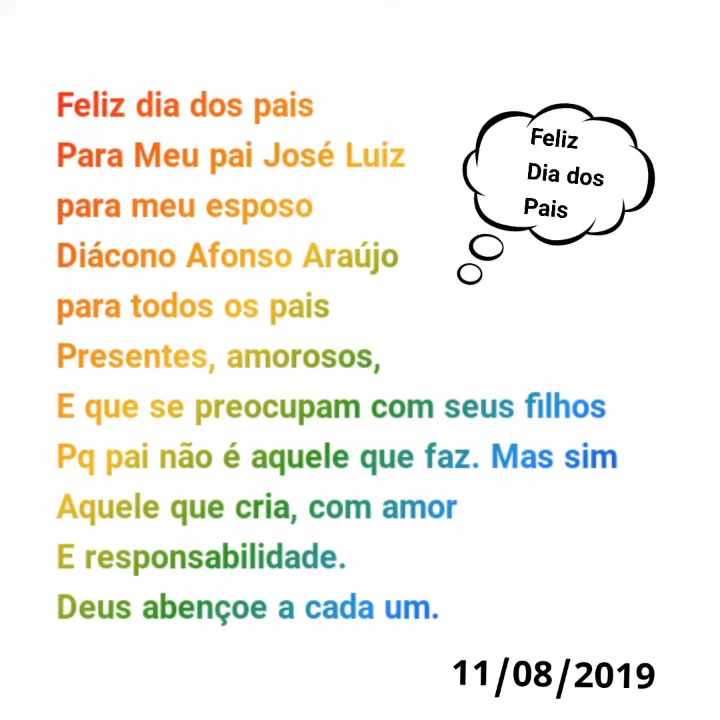 Feliz dia dos pais
Para Meu pai José Luiz
para meu esposo
Diácono Afonso Araújo
para todos os pais
Presentes, amorosos,
E que se preocupam com seus filhos
Pq pai não é aquele que faz. Mas sim
Aquele que cria, com amor
E responsabilidade.
Deus abençoe a cada um.
Feliz
Dia dos
Pais
11/08/2019